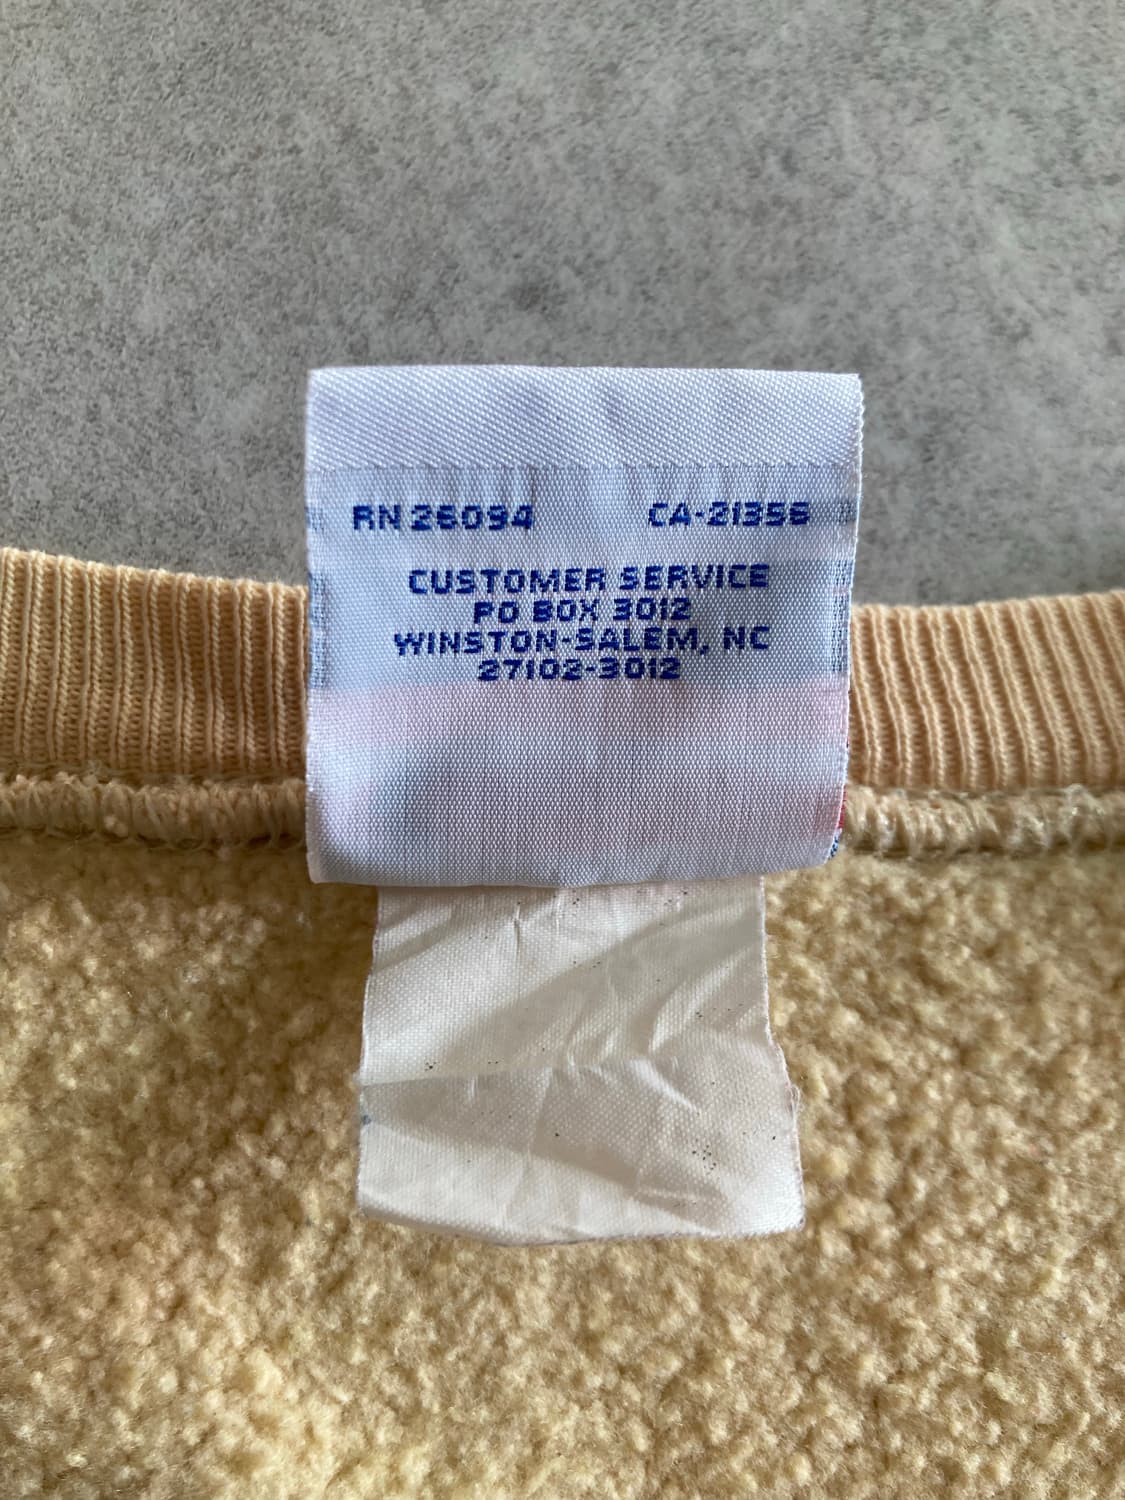 RN 26094 CA-21356
CUSTOMER SERVICE
PO BOX 3012
WINSTON-SALEM, NC
27102-3012